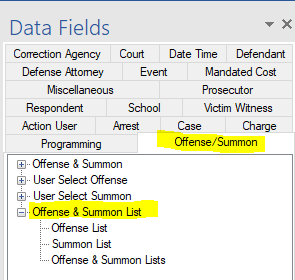 Data Fields
Correction Agency Court Date Time Defendant
Defense Attorney Event Mandated Cost
Miscellaneous Prosecutor
Respondent School Victim Witness
Action User Arrest Case Charge
Programming Offense/Summon
Offense & Summon
User Select Offense
User Select Summon
Offense & Summon List
Offense List
Summon List
Offense & Summon Lists